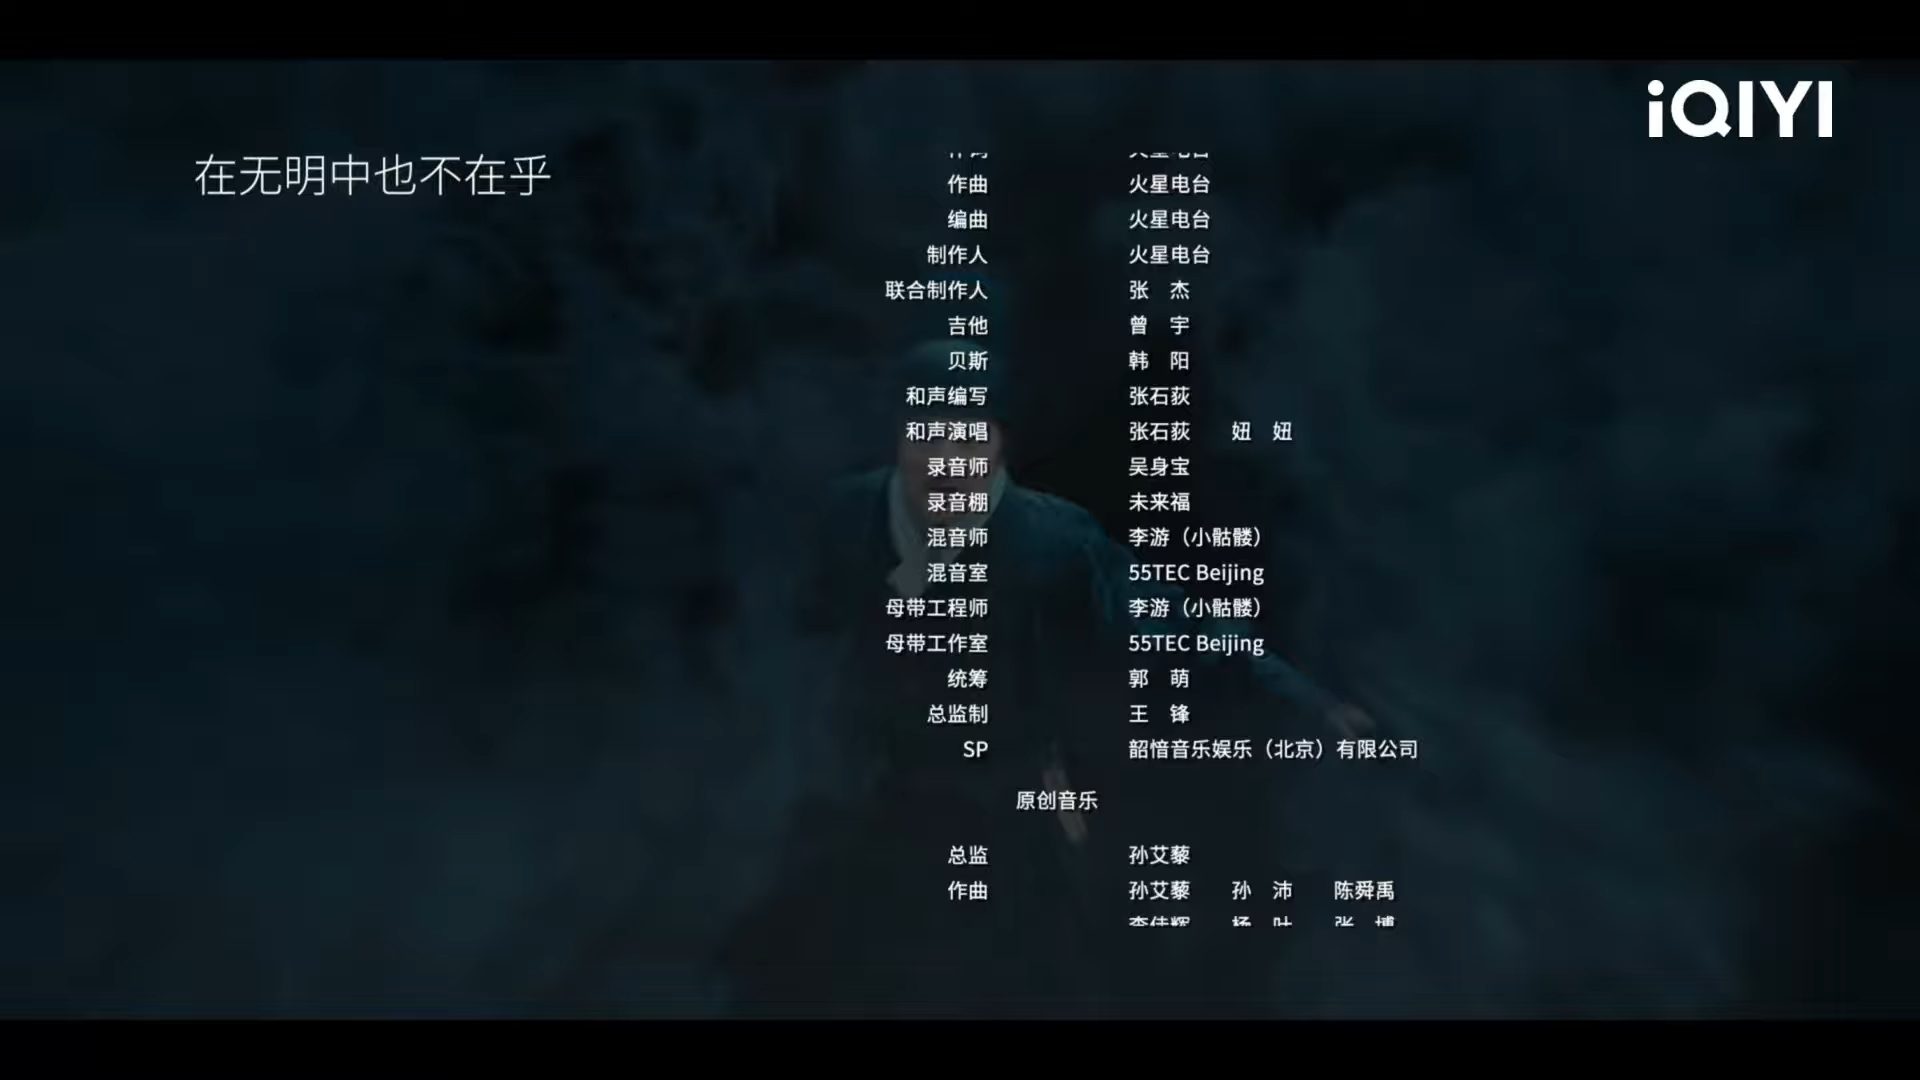 iQIYI
在无明中也不在乎
作曲 火星电台
编曲 火星电台
制作人 火星电台
联合制作人 张 杰
吉他 曾 宇
贝斯 韩 阳
和声编写 张石荻
和声演唱 张石荻 妞 妞
录音师 吴身宝
录音棚 未来福
混音师 李游（小骷髅）
混音室 55TEC Beijing
母带工程师 李游（小骷髅）
母带工作室 55TEC Beijing
统筹 郭 萌
总监制 王 锋
SP 韶愔音乐娱乐（北京）有限公司
原创音乐
总监 孙艾藜
作曲 孙艾藜 孙 沛 陈舜禹